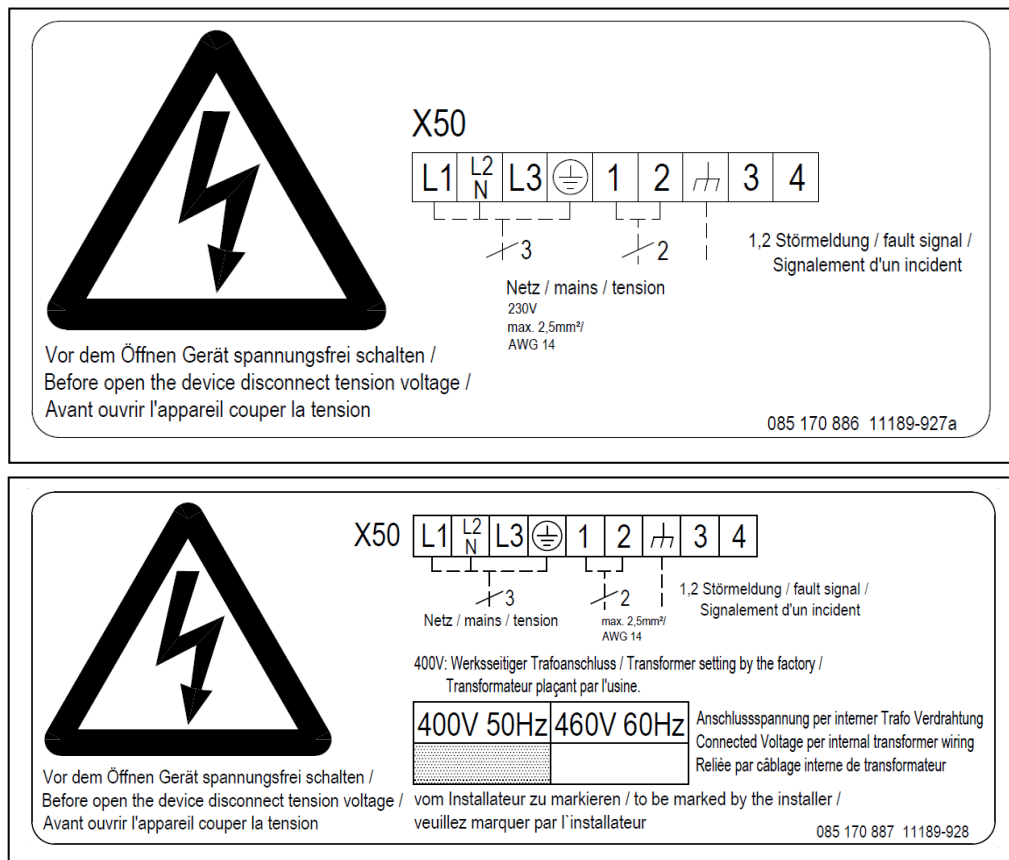 X50
L1 L2 N L3 1 2 3 4
3 2
1,2 Störmeldung / fault signal /
Signalement d'un incident
Netz / mains / tension
230V
max. 2,5mm²/
AWG 14
Vor dem Öffnen Gerät spannungsfrei schalten /
Before open the device disconnect tension voltage /
Avant ouvrir l'appareil couper la tension
085 170 886 11189-927a
X50 L1 L2 N L3 1 2 3 4
3 2
1,2 Störmeldung / fault signal /
Signalement d'un incident
Netz / mains / tension
max. 2,5mm²/
AWG 14
400V: Werksseitiger Trafoanschluss / Transformer setting by the factory /
Transformateur plaçant par l'usine.
400V 50Hz 460V 60Hz
Anschlussspannung per interner Trafo Verdrahtung
Connected Voltage per internal transformer wiring
Relièe par câblage interne de transformateur
Vor dem Öffnen Gerät spannungsfrei schalten /
Before open the device disconnect tension voltage /
Avant ouvrir l'appareil couper la tension
vom Installateur zu markieren / to be marked by the installer /
veuillez marquer par l`installateur
085 170 887 11189-928